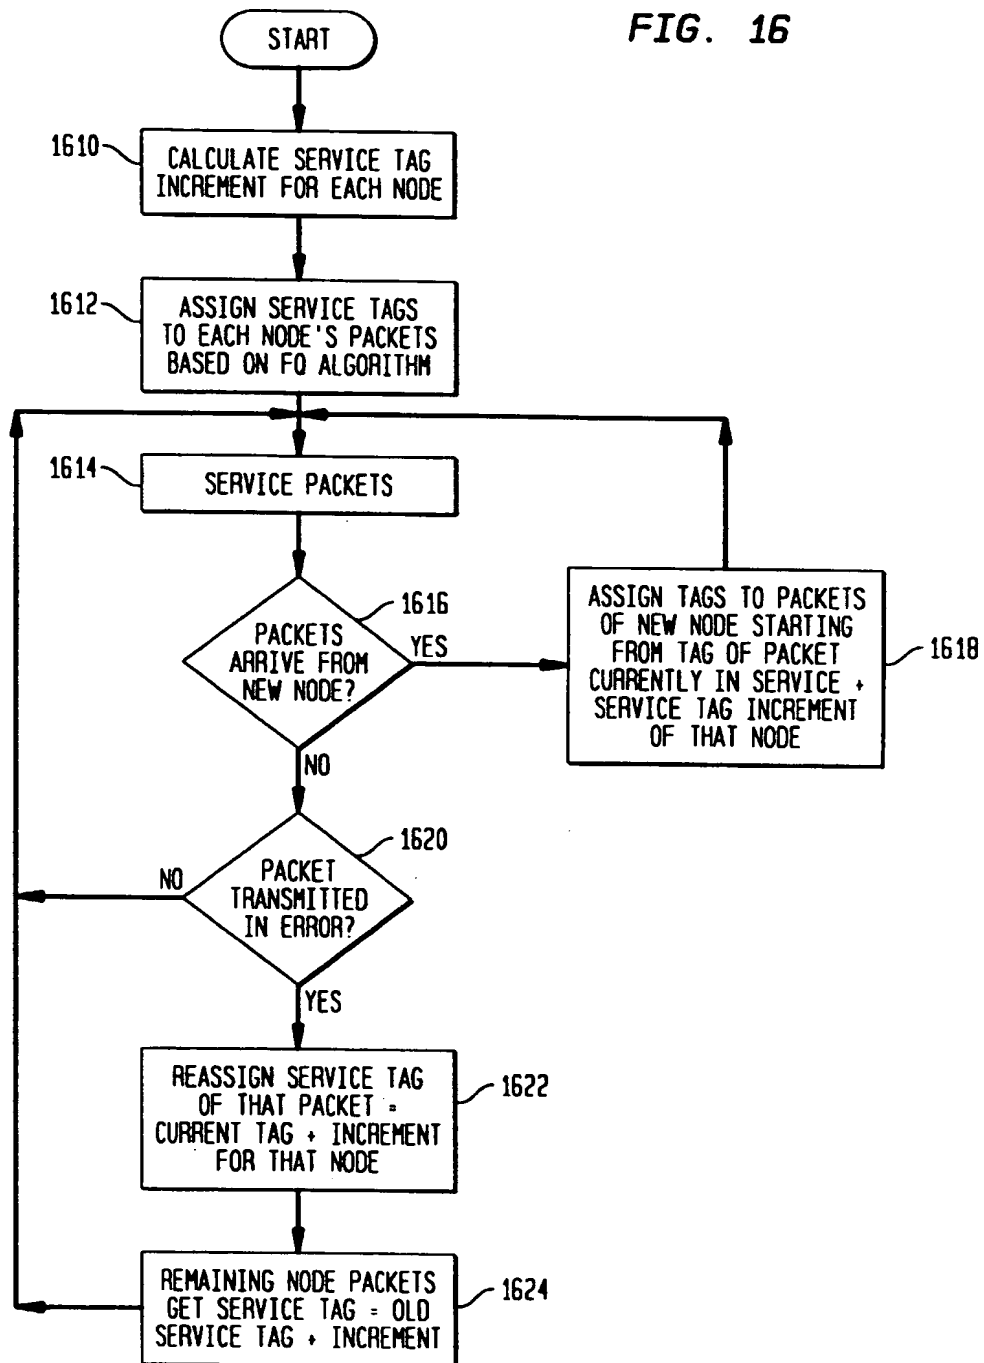 FIG. 16
START
1610
CALCULATE SERVICE TAG
INCREMENT FOR EACH NODE
1612
ASSIGN SERVICE TAGS
TO EACH NODE'S PACKETS
BASED ON FQ ALGORITHM
1614
SERVICE PACKETS
1616
PACKETS
ARRIVE FROM
NEW NODE?
YES
NO
ASSIGN TAGS TO PACKETS
OF NEW NODE STARTING
FROM TAG OF PACKET
CURRENTLY IN SERVICE +
SERVICE TAG INCREMENT
OF THAT NODE
1618
1620
PACKET
TRANSMITTED
IN ERROR?
NO
YES
REASSIGN SERVICE TAG
OF THAT PACKET =
CURRENT TAG + INCREMENT
FOR THAT NODE
1622
REMAINING NODE PACKETS
GET SERVICE TAG = OLD
SERVICE TAG + INCREMENT
1624